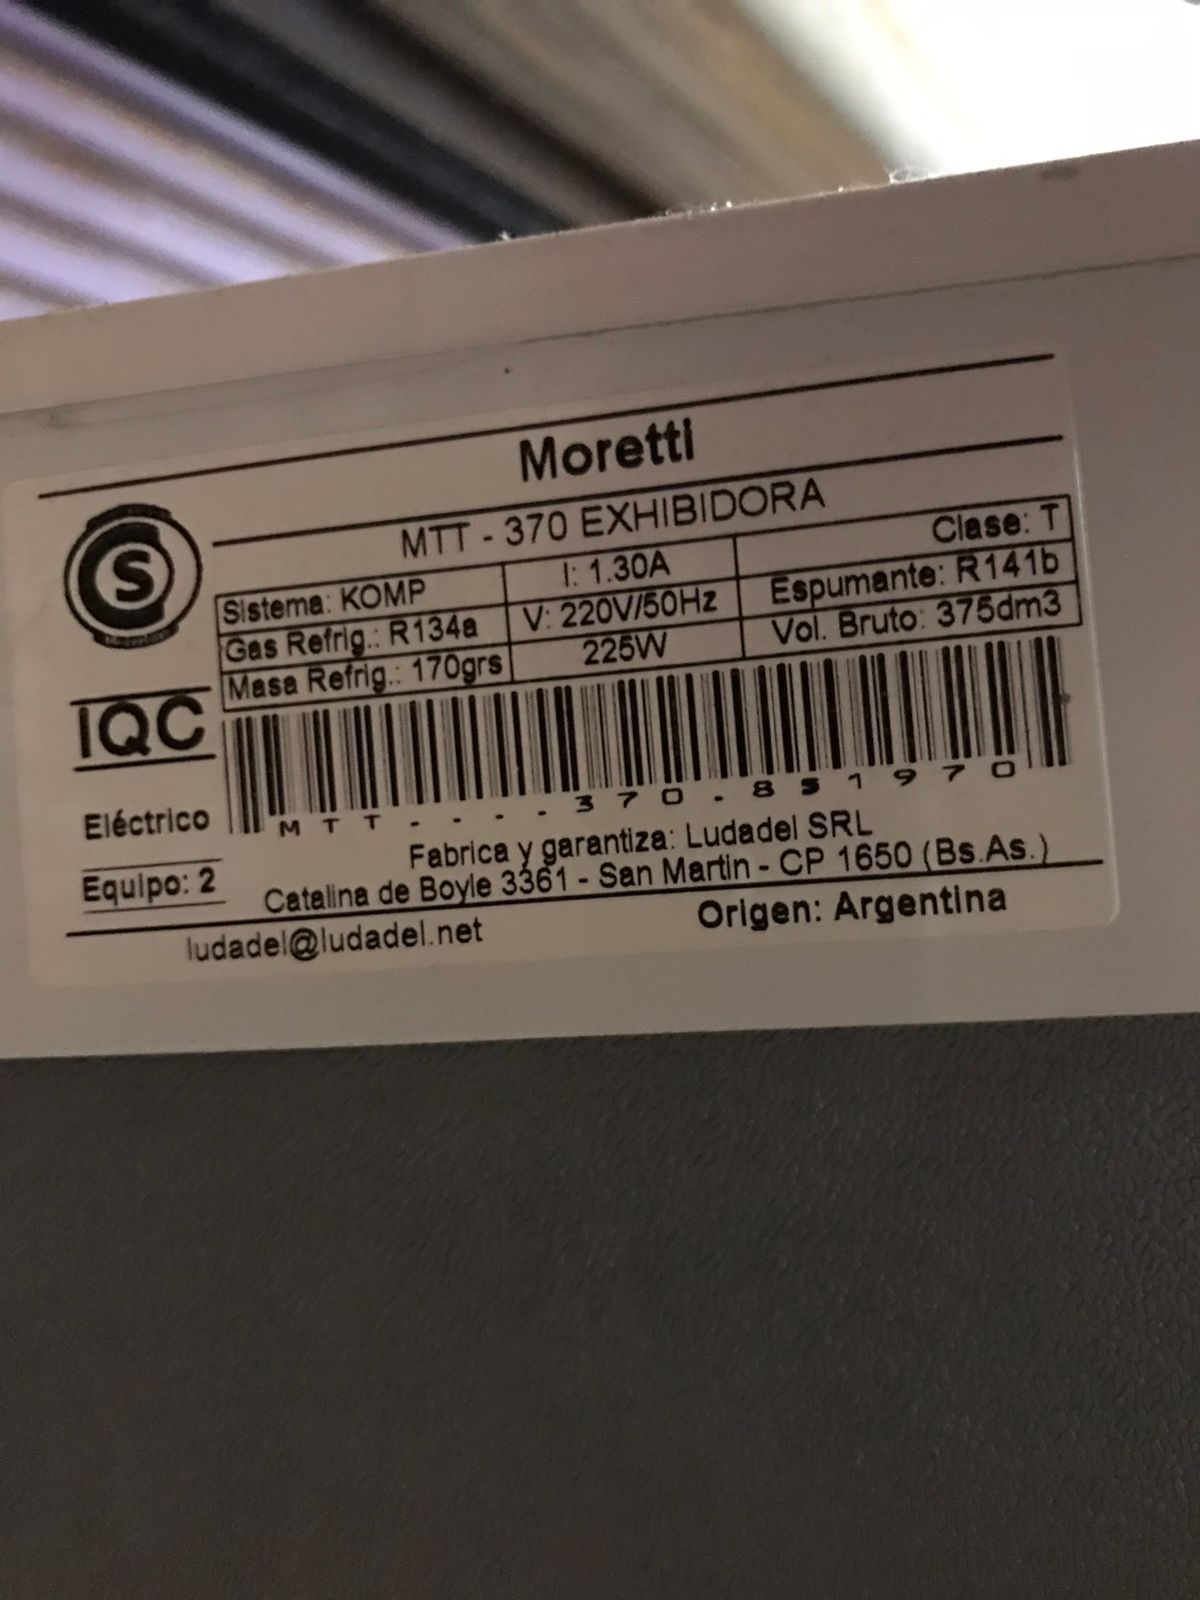 Moretti
MTT - 370 EXHIBIDORA
S
Sistema: KOMP
I: 1.30A
Clase: T
Gas Refrig.: R134a
V: 220V/50Hz
Espumante: R141b
Masa Refrig.: 170grs
225W
Vol. Bruto: 375dm3
IQC
MTT---370-851970
Eléctrico
Equipo: 2
Fabrica y garantiza: Ludadel SRL
Catalina de Boyle 3361 - San Martin - CP 1650 (Bs.As.)
ludadel@ludadel.net
Origen: Argentina